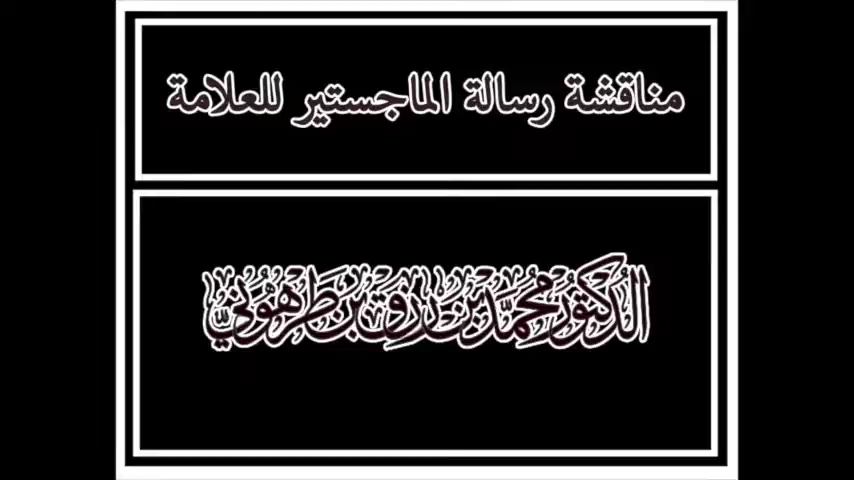 مناقشة رسالة الماجستير للعلامة
الدكتور محمد بن رزق بن طرهوني